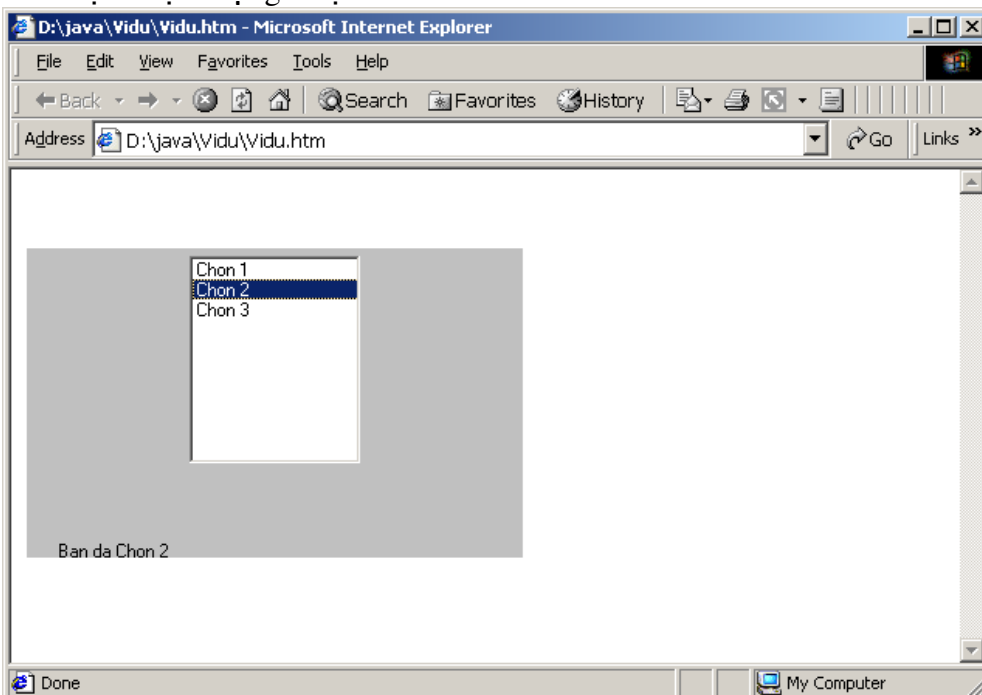 D:\java\Vidu\Vidu.htm - Microsoft Internet Explorer
File Edit View Favorites Tools Help
Back Search Favorites History
Address D:\java\Vidu\Vidu.htm Go Links »
Chon 1
Chon 2
Chon 3
Ban da Chon 2
Done My Computer